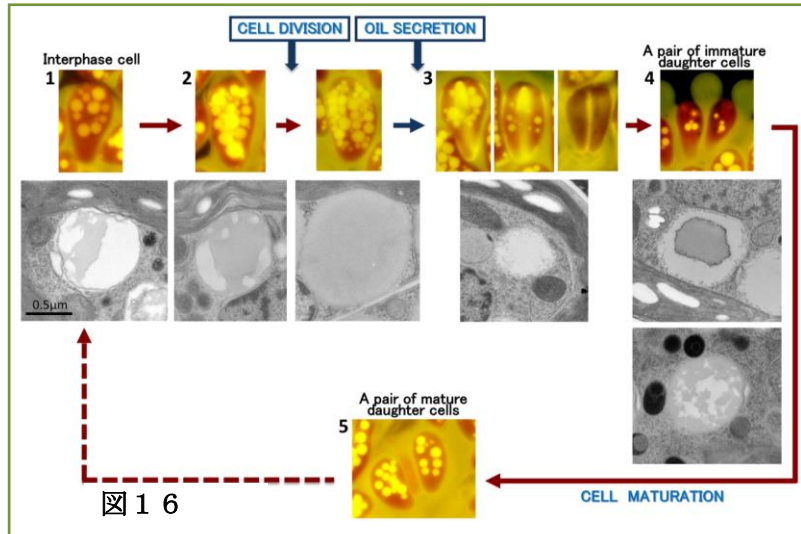 CELL DIVISION
OIL SECRETION
Interphase cell
1
2
3
A pair of immature
daughter cells
4
0.5μm
A pair of mature
daughter cells
5
CELL MATURATION
図16